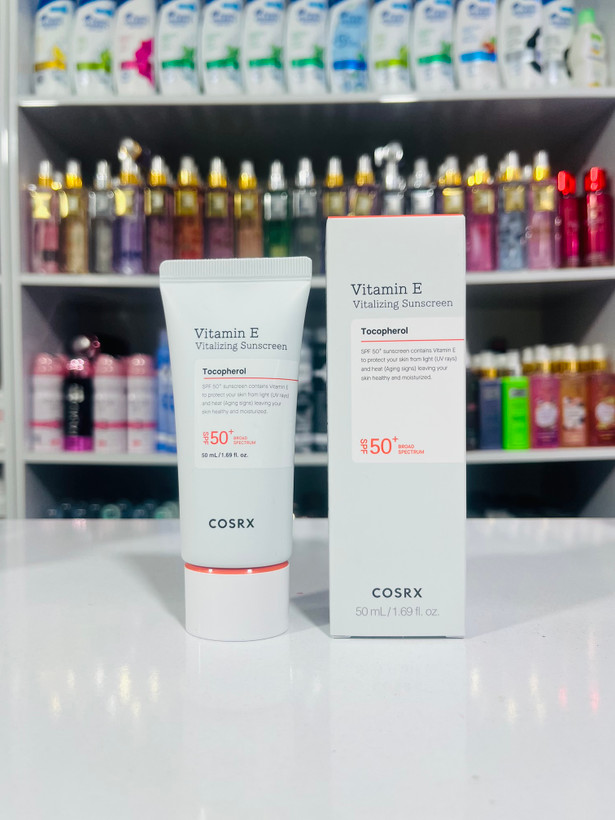 Vitamin E
Vitalizing Sunscreen
Tocopherol
SPF 50+ sunscreen contains Vitamin E
to protect your skin from light (UV rays)
and heat (Aging signs) leaving your
skin healthy and moisturized.
SPF 50+ BROAD
SPECTRUM
50 mL / 1.69 fl. oz.
COSRX
Vitamin E
Vitalizing Sunscreen
Tocopherol
SPF 50+ sunscreen contains Vitamin E
to protect your skin from light (UV rays)
and heat (Aging signs) leaving your
skin healthy and moisturized.
SPF 50+ BROAD
SPECTRUM
COSRX
50 mL / 1.69 fl. oz.